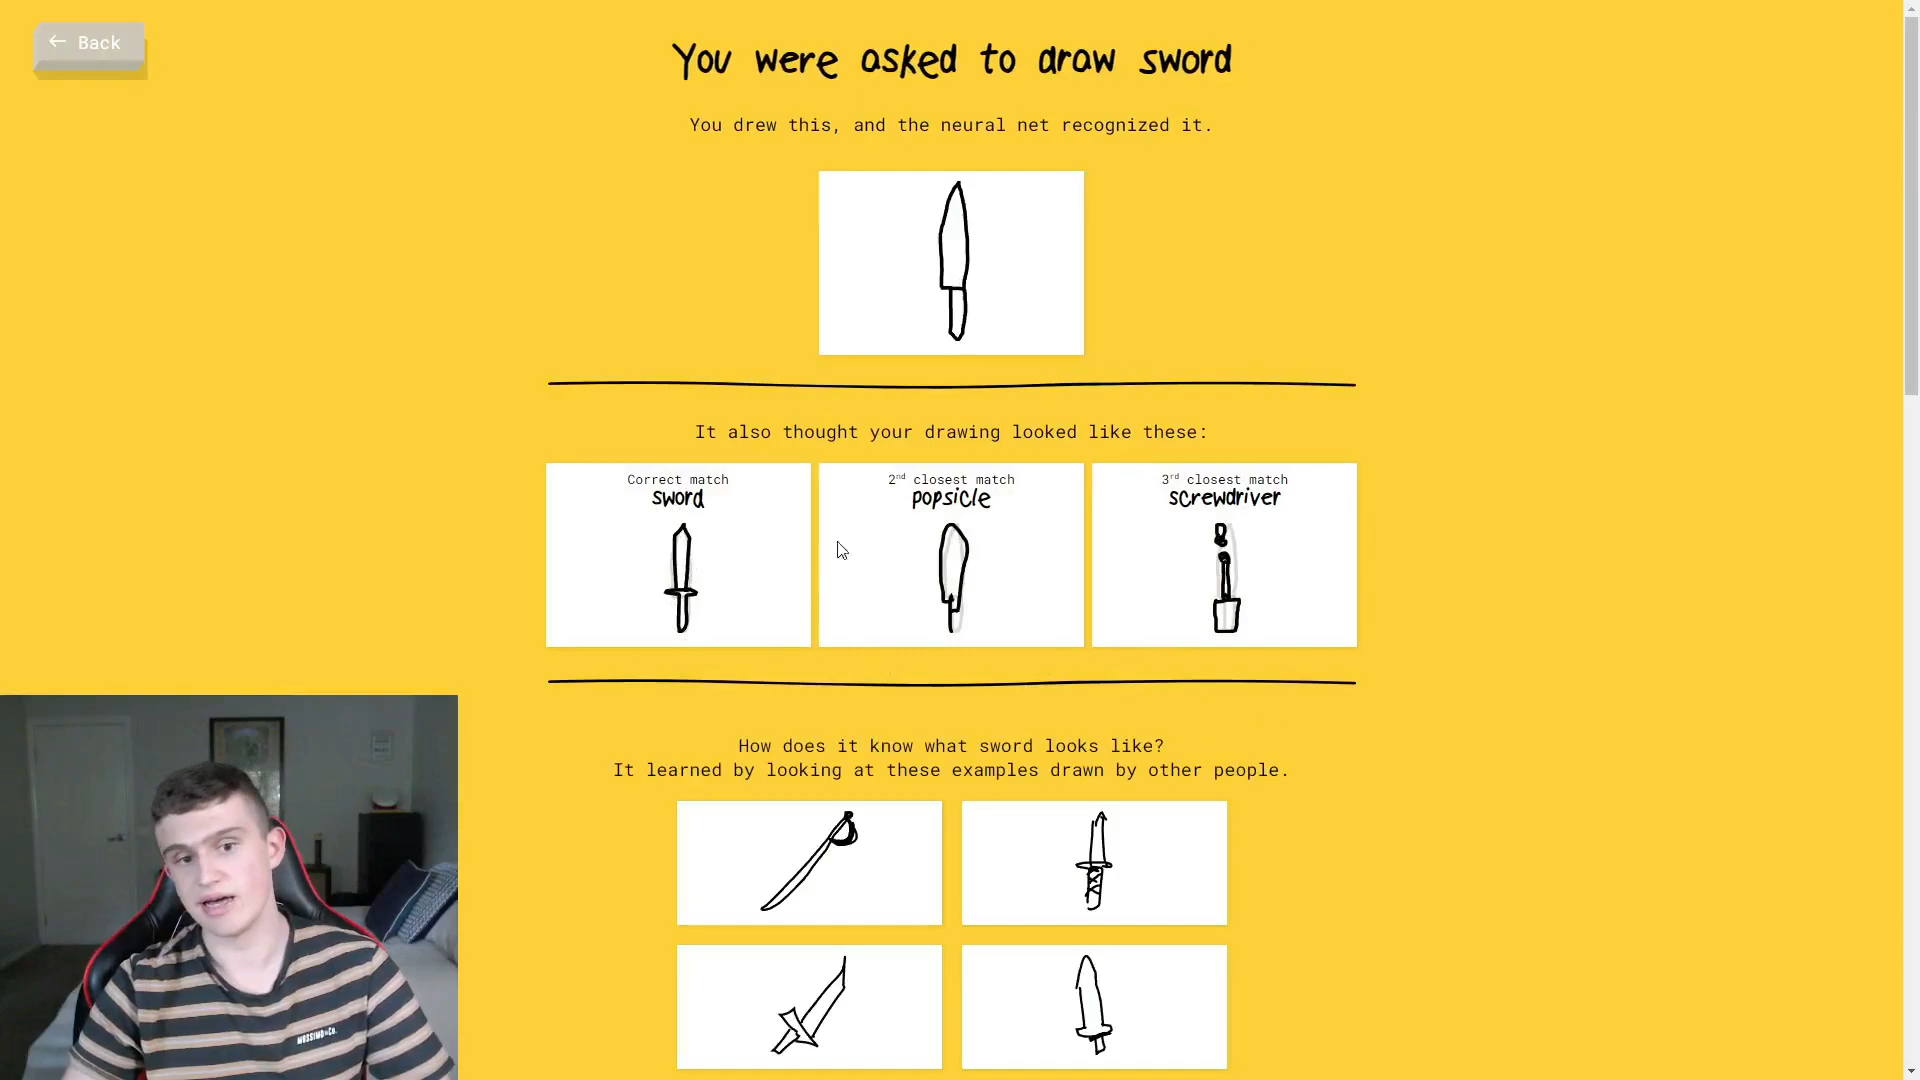 ← Back
You were asked to draw sword
You drew this, and the neural net recognized it.
It also thought your drawing looked like these:
Correct match
sword
2nd closest match
popsicle
3rd closest match
screwdriver
How does it know what sword looks like?
It learned by looking at these examples drawn by other people.
MOSSIMO & Co.